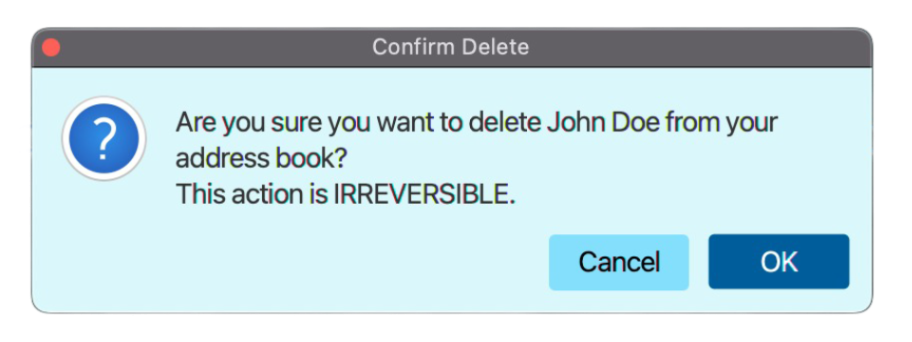 Confirm Delete
?
Are you sure you want to delete John Doe from your
address book?
This action is IRREVERSIBLE.
Cancel
OK